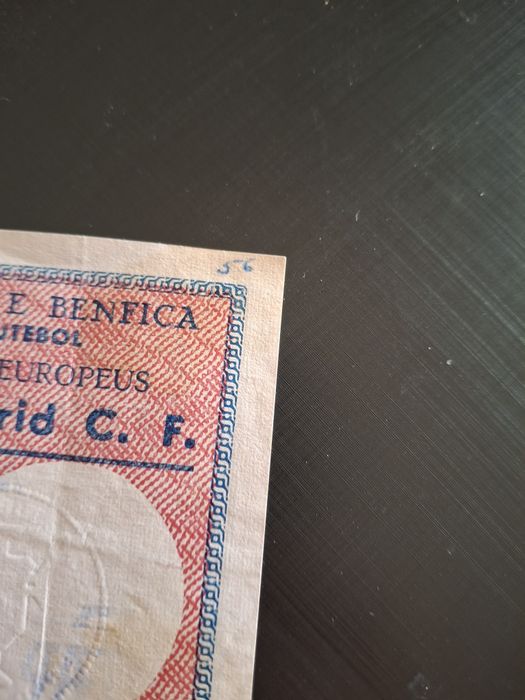 56
E BENFICA
UTEBOL
EUROPEUS
rid C. F.